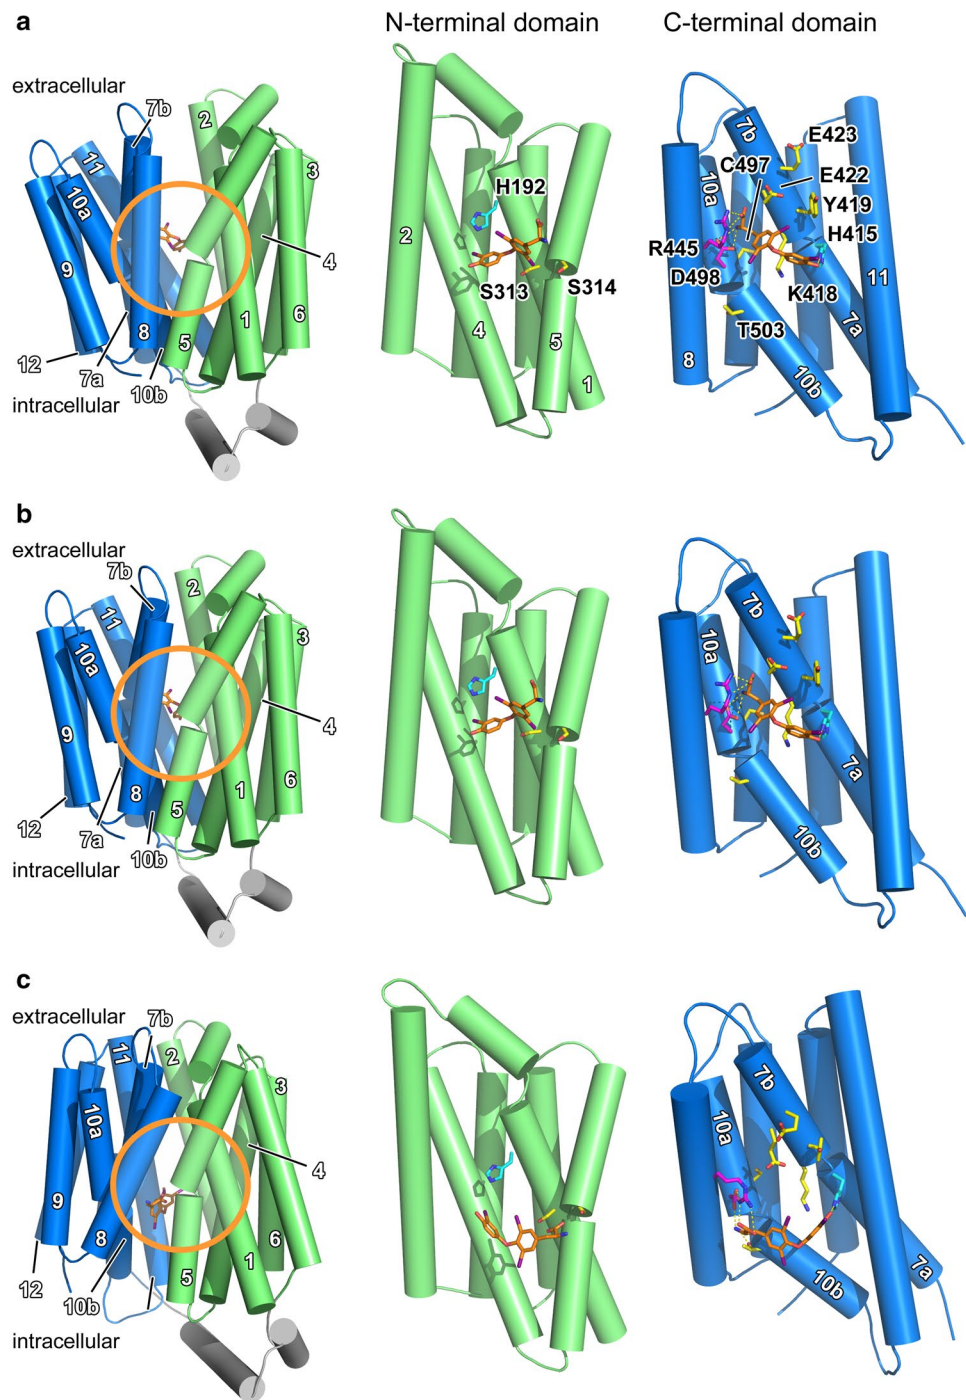 a
N-terminal domain
C-terminal domain
extracellular
7b
2
11
3
10a
9
4
8
1
6
5
12
7a
10b
intracellular
2
H192
S313
S314
4
5
1
7b
E423
C497
E422
10a
Y419
H415
R445
D498
K418
11
T503
7a
8
10b
b
extracellular
7b
2
11
3
10a
9
4
8
1
6
5
12
7a
10b
intracellular
7b
10a
7a
10b
c
extracellular
7b
11
2
3
10a
4
9
8
6
1
5
12
10b
intracellular
7b
10a
10b
7a